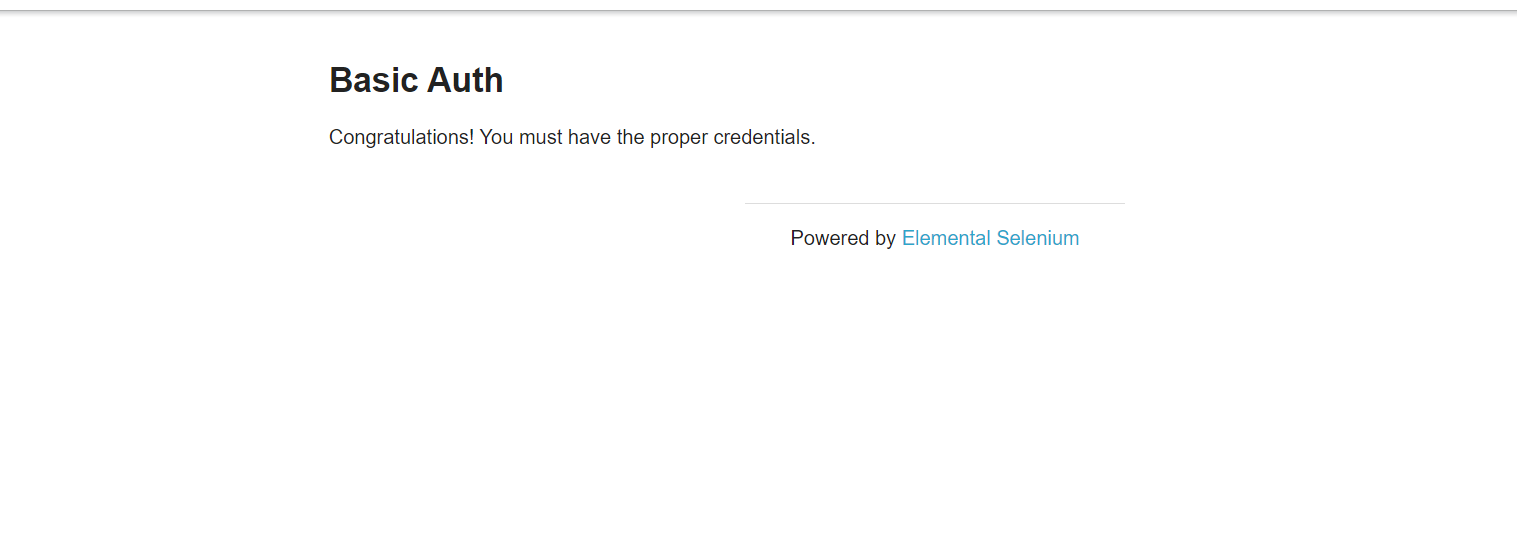 Basic Auth
Congratulations! You must have the proper credentials.
Powered by Elemental Selenium